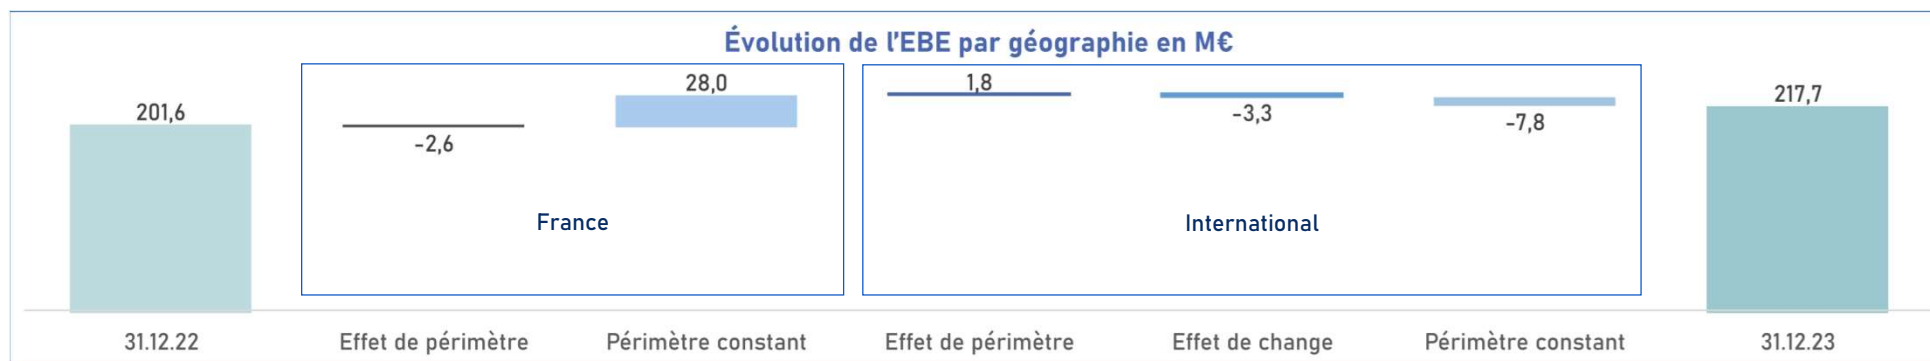 Évolution de l'EBE par géographie en M€
201,6
-2,6
28,0
1,8
-3,3
-7,8
217,7
France
International
31.12.22
Effet de périmètre
Périmètre constant
Effet de périmètre
Effet de change
Périmètre constant
31.12.23